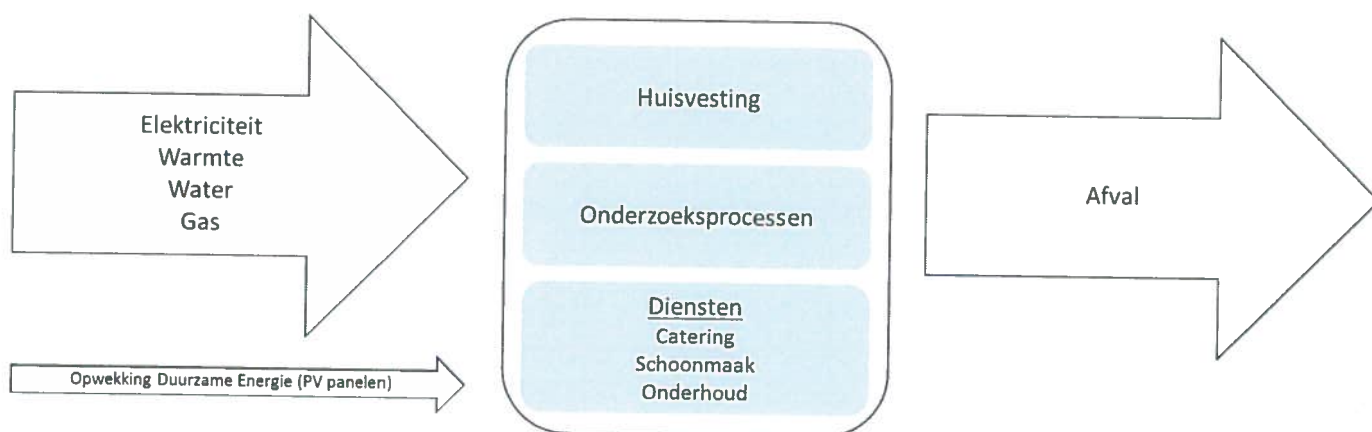 Elektriciteit
Warmte
Water
Gas
Opwekking Duurzame Energie (PV panelen)
Huisvesting
Onderzoeksprocessen
Diensten
Catering
Schoonmaak
Onderhoud
Afval